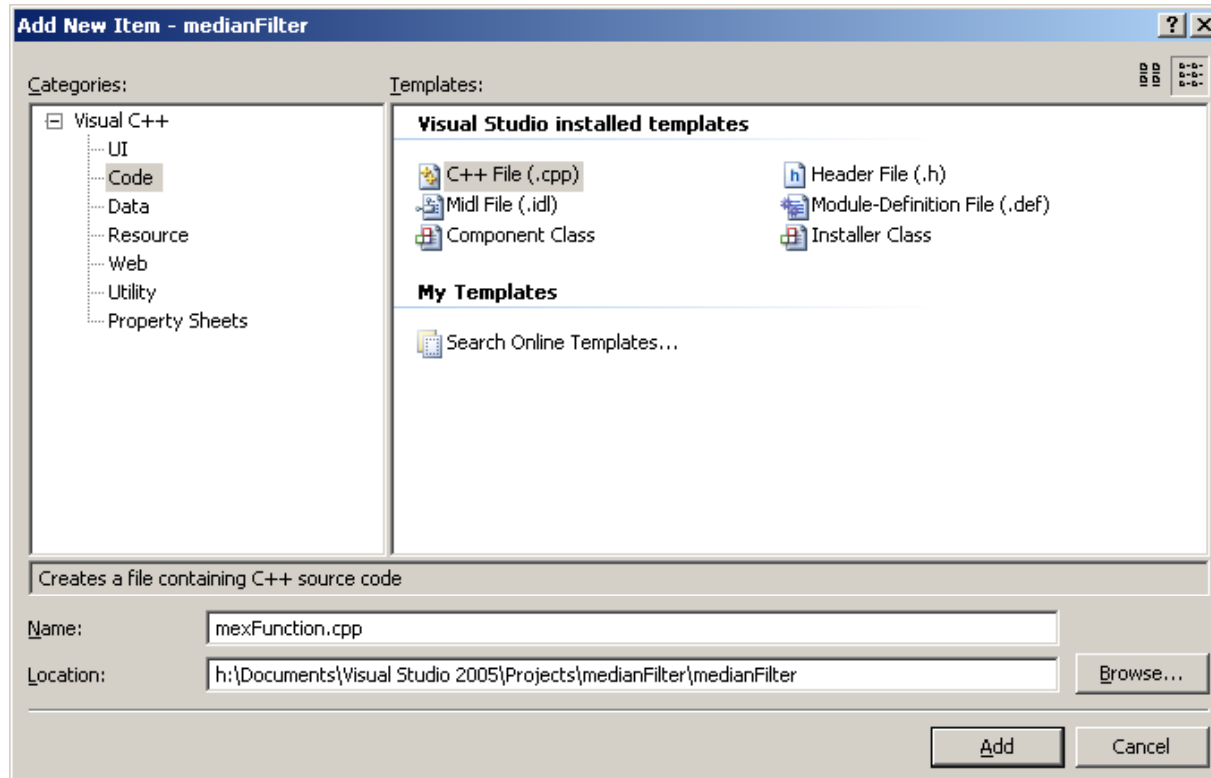 Add New Item - medianFilter
Categories:
Templates:
Visual C++
UI
Code
Data
Resource
Web
Utility
Property Sheets
Visual Studio installed templates
C++ File (.cpp)
Header File (.h)
Midl File (.idl)
Module-Definition File (.def)
Component Class
Installer Class
My Templates
Search Online Templates...
Creates a file containing C++ source code
Name:
mexFunction.cpp
Location:
h:\Documents\Visual Studio 2005\Projects\medianFilter\medianFilter
Browse...
Add
Cancel